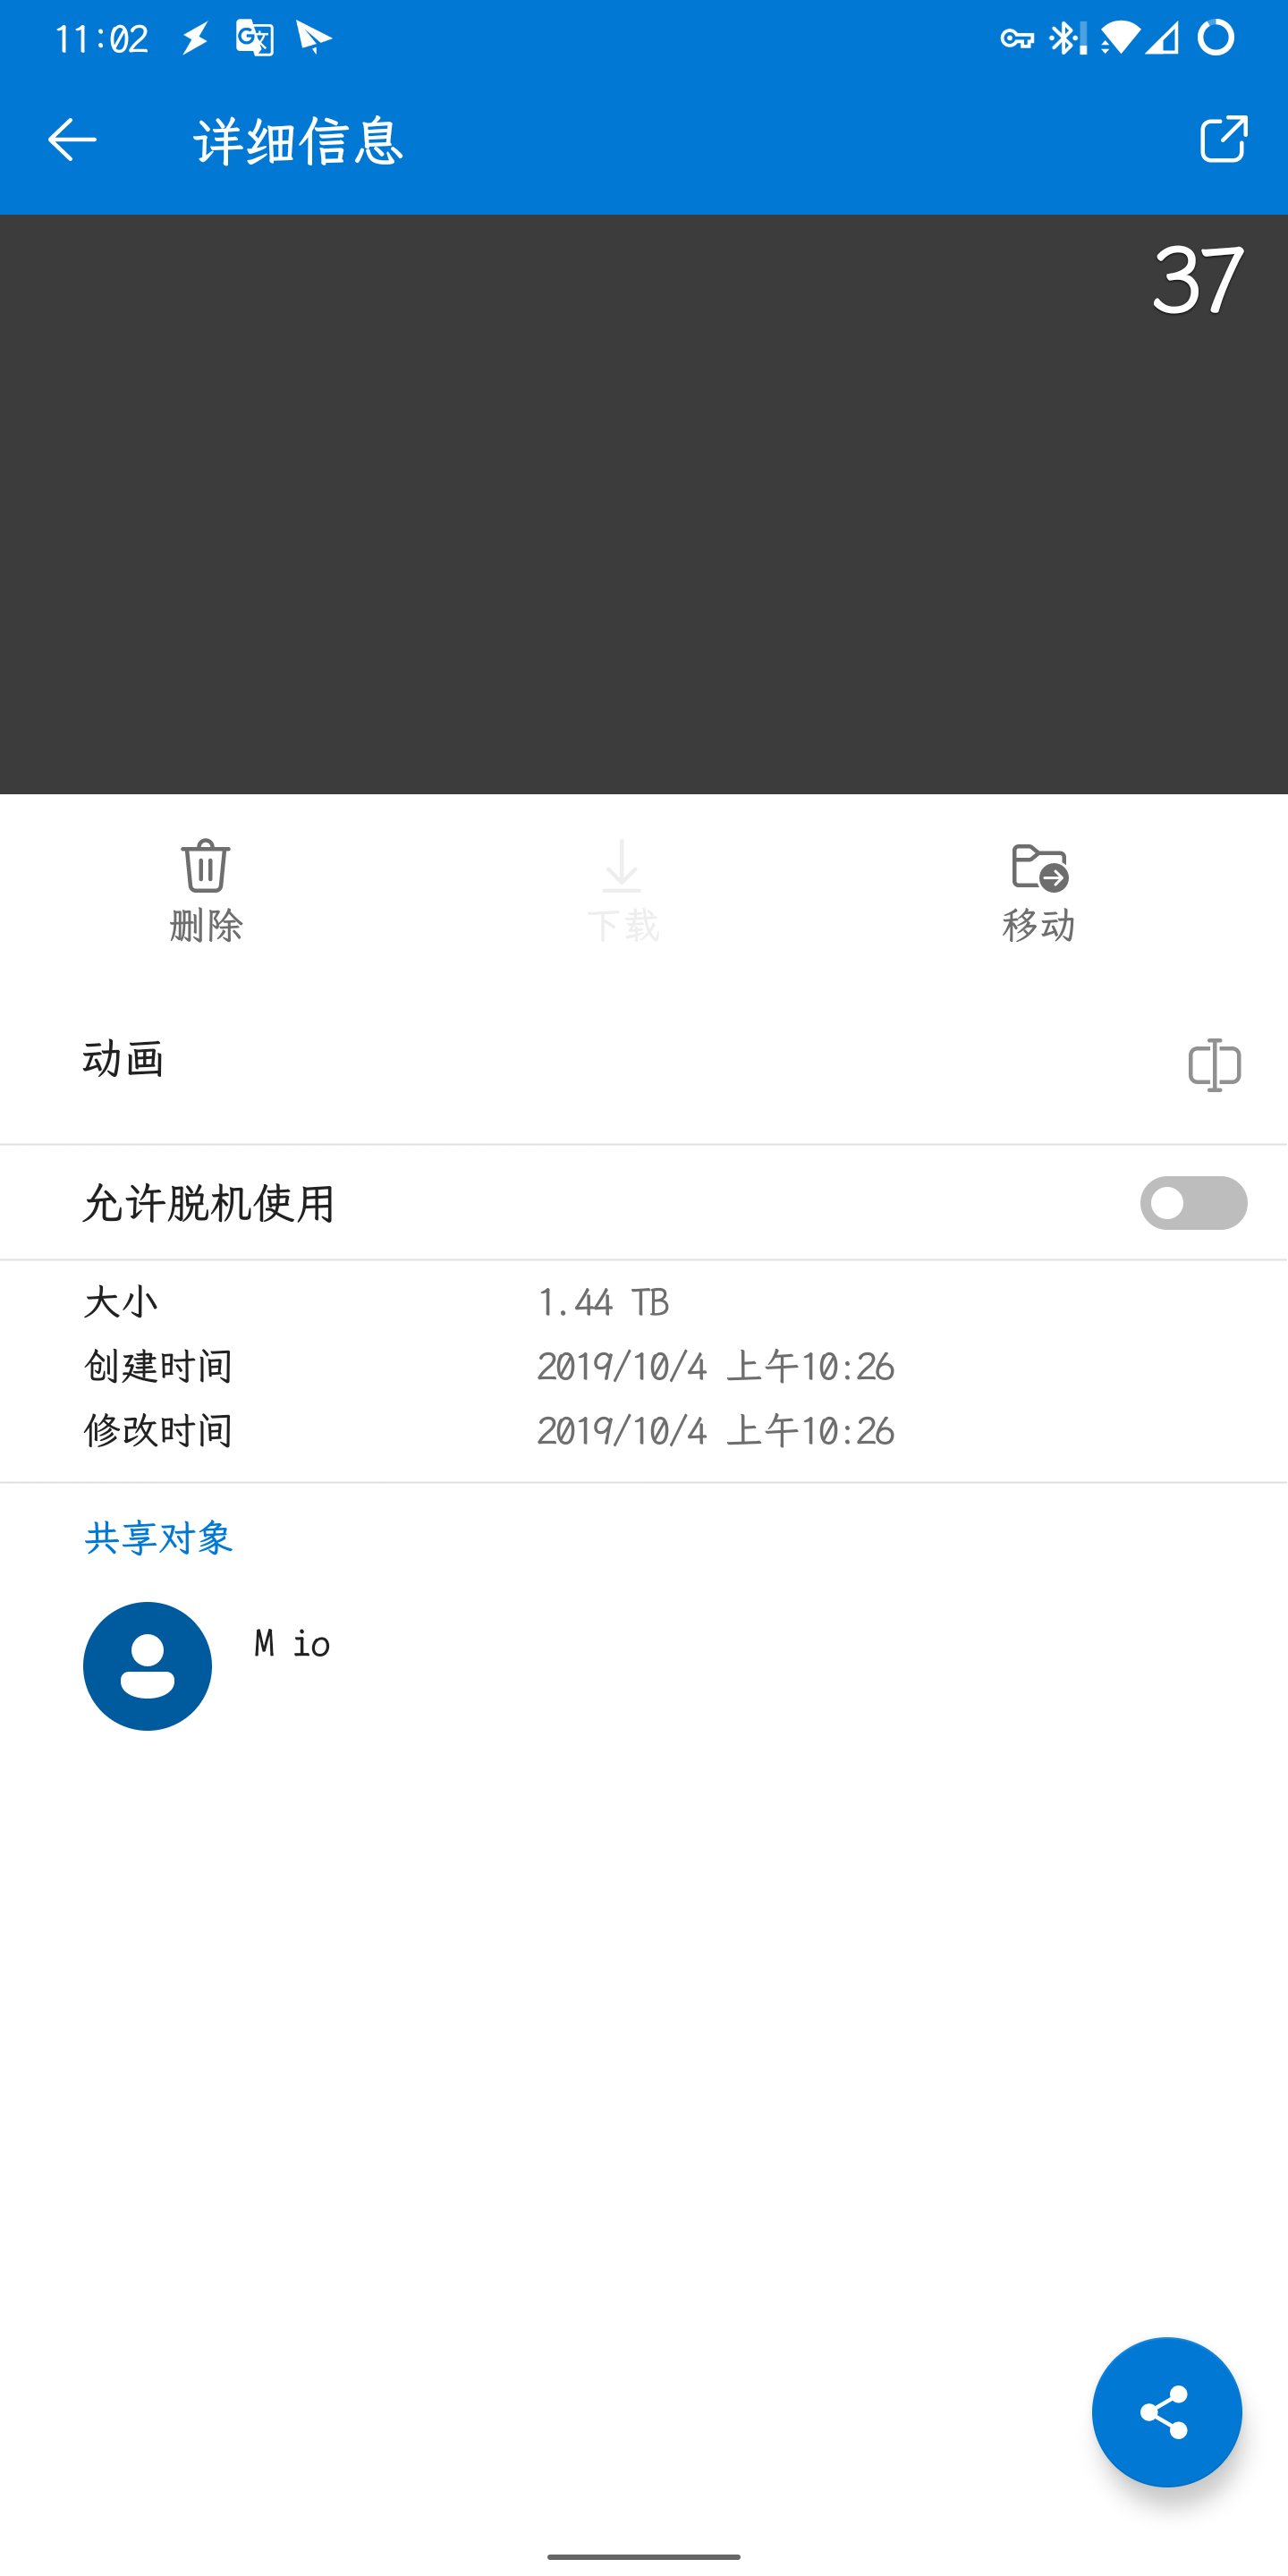 11:02
详细信息
37
删除
下载
移动
动画
允许脱机使用
大小 1.44 TB
创建时间 2019/10/4 上午10:26
修改时间 2019/10/4 上午10:26
共享对象
M io